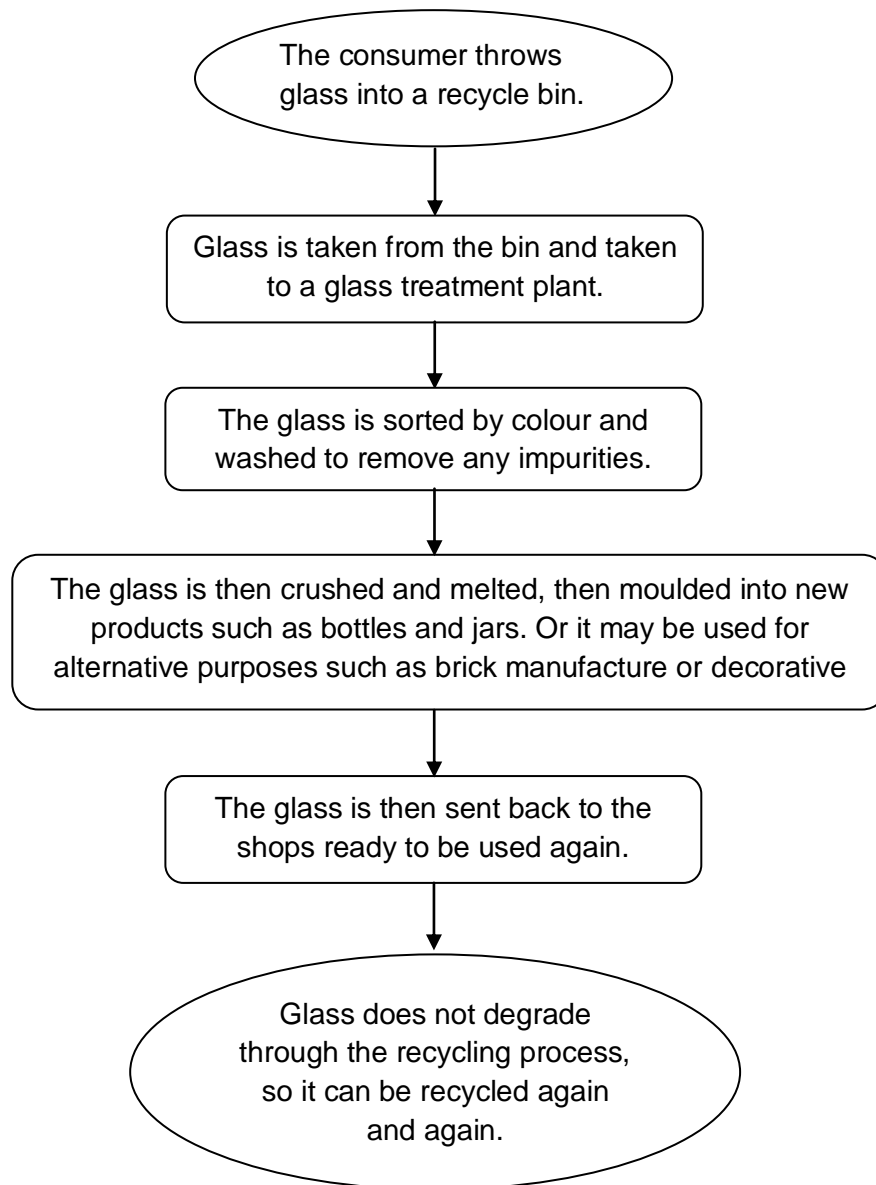 The consumer throws
glass into a recycle bin.
Glass is taken from the bin and taken
to a glass treatment plant.
The glass is sorted by colour and
washed to remove any impurities.
The glass is then crushed and melted, then moulded into new
products such as bottles and jars. Or it may be used for
alternative purposes such as brick manufacture or decorative
The glass is then sent back to the
shops ready to be used again.
Glass does not degrade
through the recycling process,
so it can be recycled again
and again.